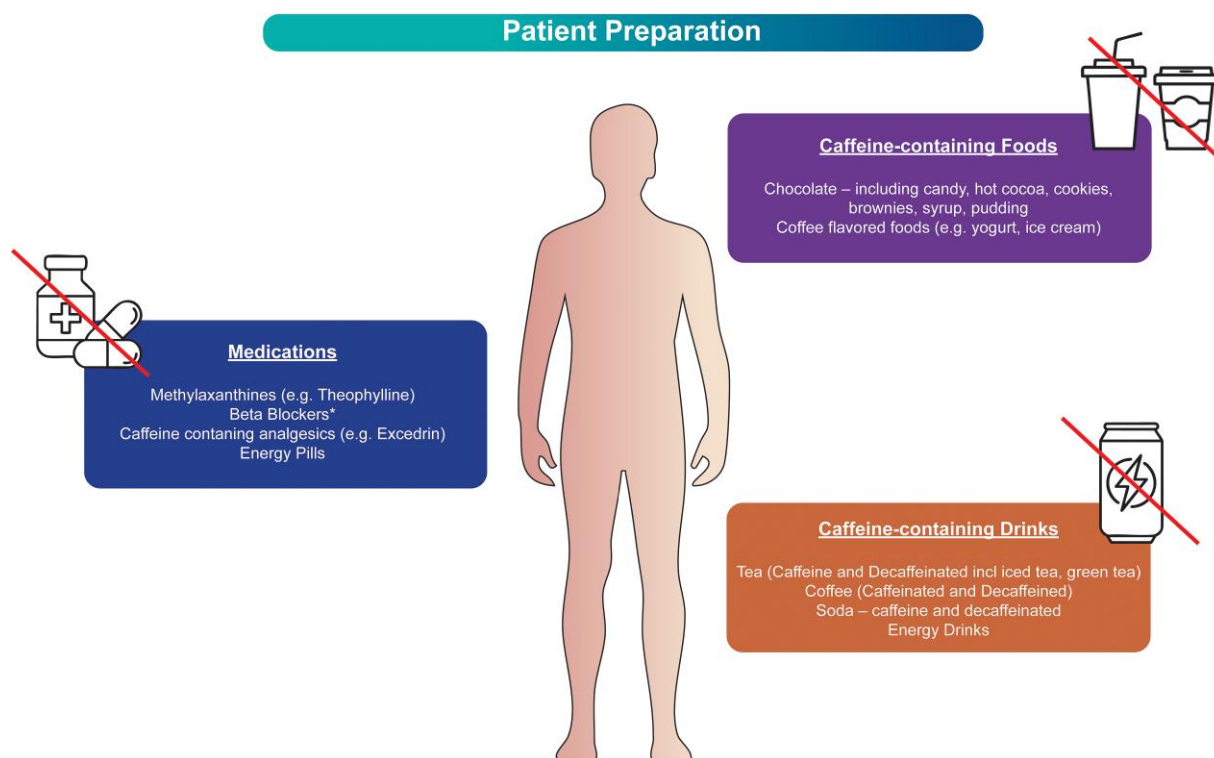 Patient Preparation
Caffeine-containing Foods
Chocolate – including candy, hot cocoa, cookies,
brownies, syrup, pudding
Coffee flavored foods (e.g. yogurt, ice cream)
Medications
Methylaxanthines (e.g. Theophylline)
Beta Blockers*
Caffeine contaning analgesics (e.g. Excedrin)
Energy Pills
Caffeine-containing Drinks
Tea (Caffeine and Decaffeinated incl iced tea, green tea)
Coffee (Caffeinated and Decaffeined)
Soda – caffeine and decaffeinated
Energy Drinks